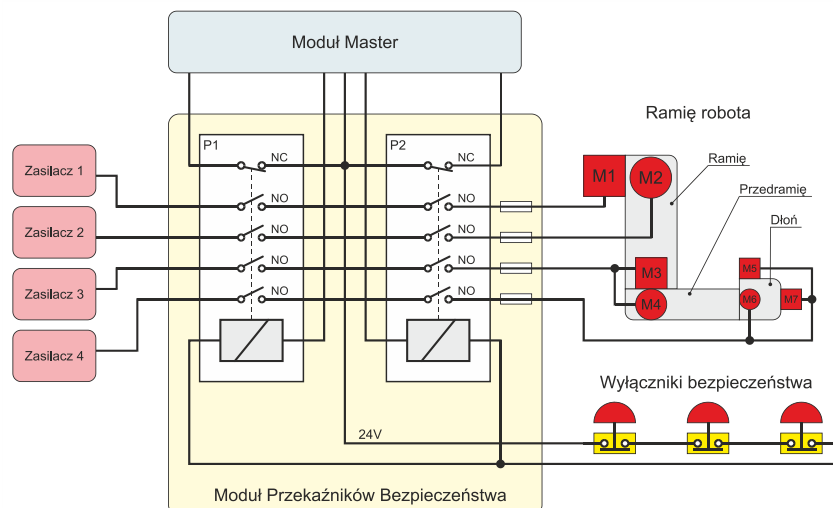 Moduł Master
Ramię robota
P1
P2
NC
NC
Zasilacz 1
NO
NO
M1
M2
Ramię
Przedramię
Dłoń
Zasilacz 2
NO
NO
Zasilacz 3
NO
NO
M3
M5
Zasilacz 4
NO
NO
M4
M6
M7
Wyłączniki bezpieczeństwa
24V
Moduł Przekaźników Bezpieczeństwa